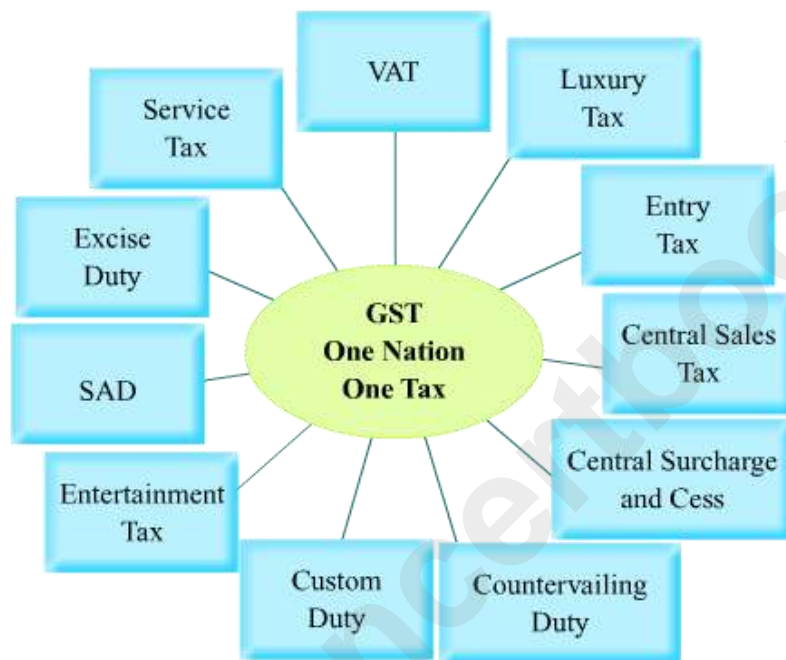 VAT
Luxury
Tax
Entry
Tax
Central Sales
Tax
Central Surcharge
and Cess
Countervailing
Duty
Custom
Duty
Entertainment
Tax
SAD
Excise
Duty
Service
Tax
GST
One Nation
One Tax